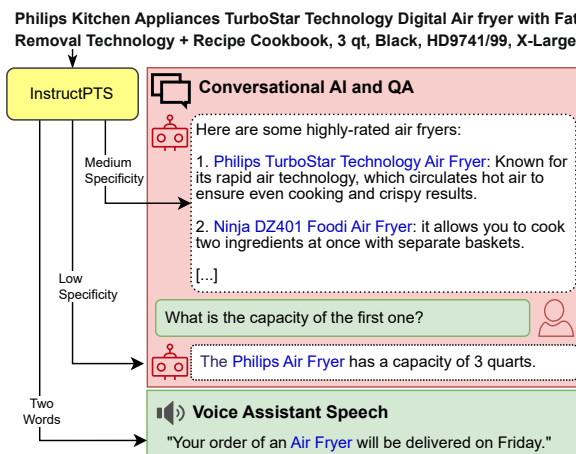 Philips Kitchen Appliances TurboStar Technology Digital Air fryer with Fat
Removal Technology + Recipe Cookbook, 3 qt, Black, HD9741/99, X-Large
InstructPTS
Conversational AI and QA
Here are some highly-rated air fryers:
1. Philips TurboStar Technology Air Fryer: Known for
its rapid air technology, which circulates hot air to
ensure even cooking and crispy results.
2. Ninja DZ401 Foodi Air Fryer: it allows you to cook
two ingredients at once with separate baskets.
[...]
Medium
Specificity
Low
Specificity
What is the capacity of the first one?
The Philips Air Fryer has a capacity of 3 quarts.
Two
Words
Voice Assistant Speech
"Your order of an Air Fryer will be delivered on Friday."